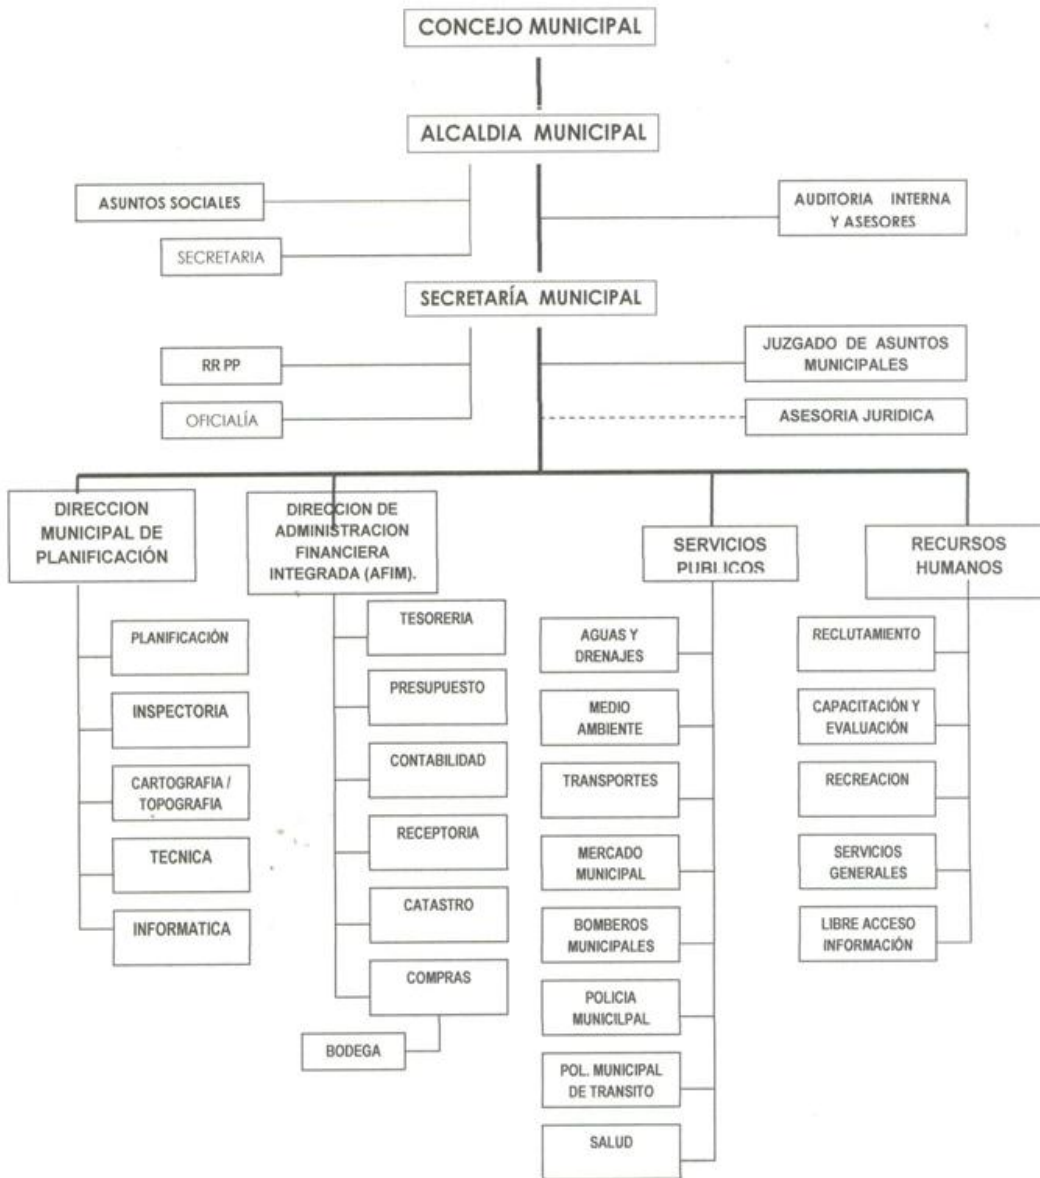 CONCEJO MUNICIPAL
ALCALDIA MUNICIPAL
ASUNTOS SOCIALES
SECRETARIA
AUDITORIA INTERNA
Y ASESORES
SECRETARÍA MUNICIPAL
RR PP
OFICIALÍA
JUZGADO DE ASUNTOS
MUNICIPALES
ASESORIA JURIDICA
DIRECCION
MUNICIPAL DE
PLANIFICACIÓN
PLANIFICACIÓN
INSPECTORIA
CARTOGRAFIA /
TOPOGRAFIA
TECNICA
INFORMATICA
DIRECCION DE
ADMINISTRACION
FINANCIERA
INTEGRADA (AFIM).
TESORERIA
PRESUPUESTO
CONTABILIDAD
RECEPTORIA
CATASTRO
COMPRAS
BODEGA
SERVICIOS
PUBLICOS
AGUAS Y
DRENAJES
MEDIO
AMBIENTE
TRANSPORTES
MERCADO
MUNICIPAL
BOMBEROS
MUNICIPALES
POLICIA
MUNICILPAL
POL. MUNICIPAL
DE TRANSITO
SALUD
RECURSOS
HUMANOS
RECLUTAMIENTO
CAPACITACIÓN Y
EVALUACIÓN
RECREACION
SERVICIOS
GENERALES
LIBRE ACCESO
INFORMACIÓN